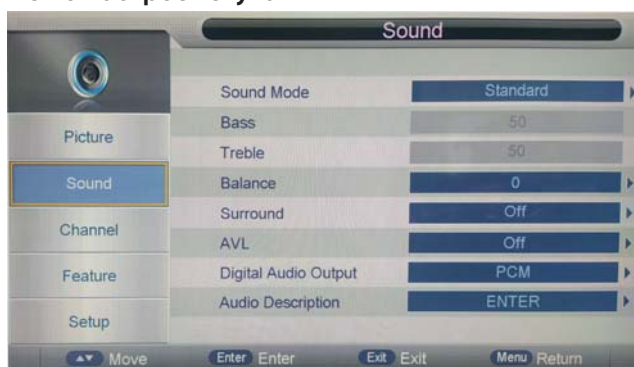 Sound
Sound Mode Standard
Bass 50
Picture
Treble 50
Sound
Balance 0
Surround Off
Channel
AVL Off
Feature
Digital Audio Output PCM
Audio Description ENTER
Setup
Move Enter Enter Exit Exit Menu Return